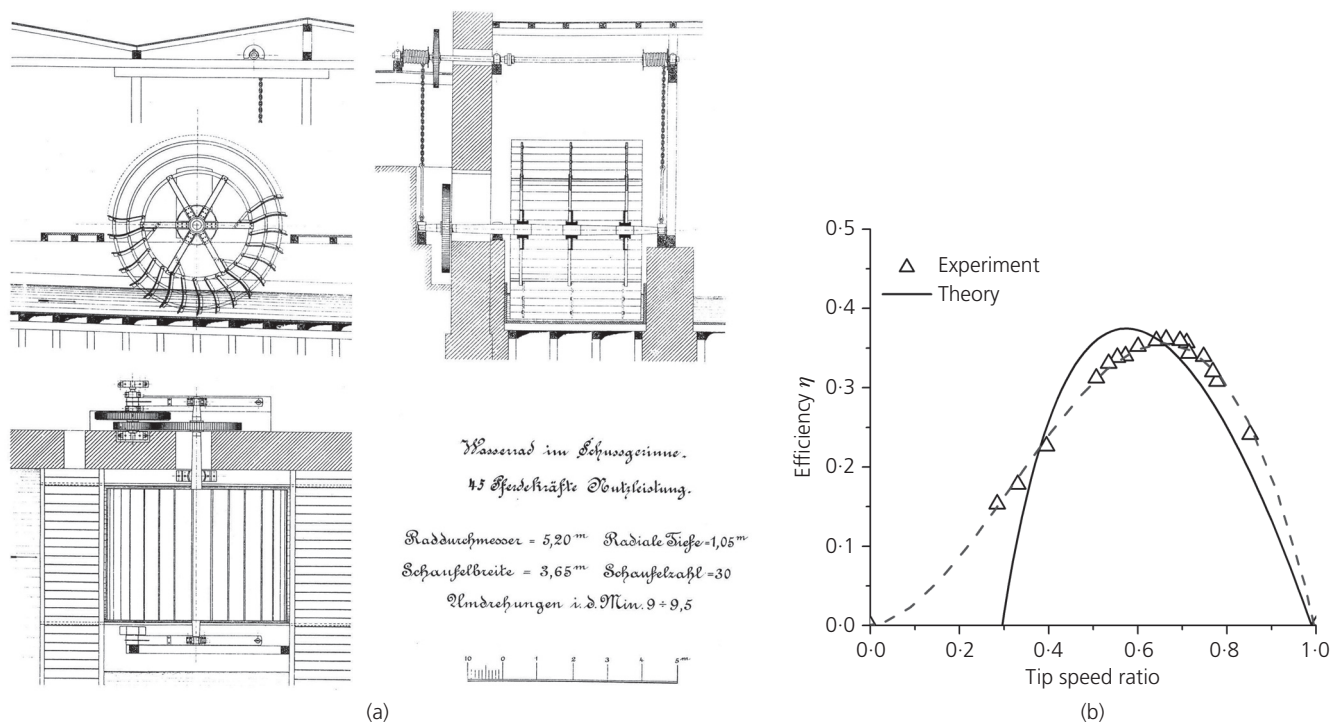 Wasserrad im Schussgerinne.
45 Pferdekräfte Nutzleistung.
Raddurchmesser = 5,20 m Radiale Tiefe = 1,05 m
Schaufelbreite = 3,65 m Schaufelzahl = 30
Umdrehungen i. d. Min. 9 ÷ 9,5
10 0 1 2 3 4 5 m
(a)
0·5
0·4
0·3
0·2
0·1
0·0
Efficiency η
Experiment
Theory
0·0 0·2 0·4 0·6 0·8 1·0
Tip speed ratio
(b)